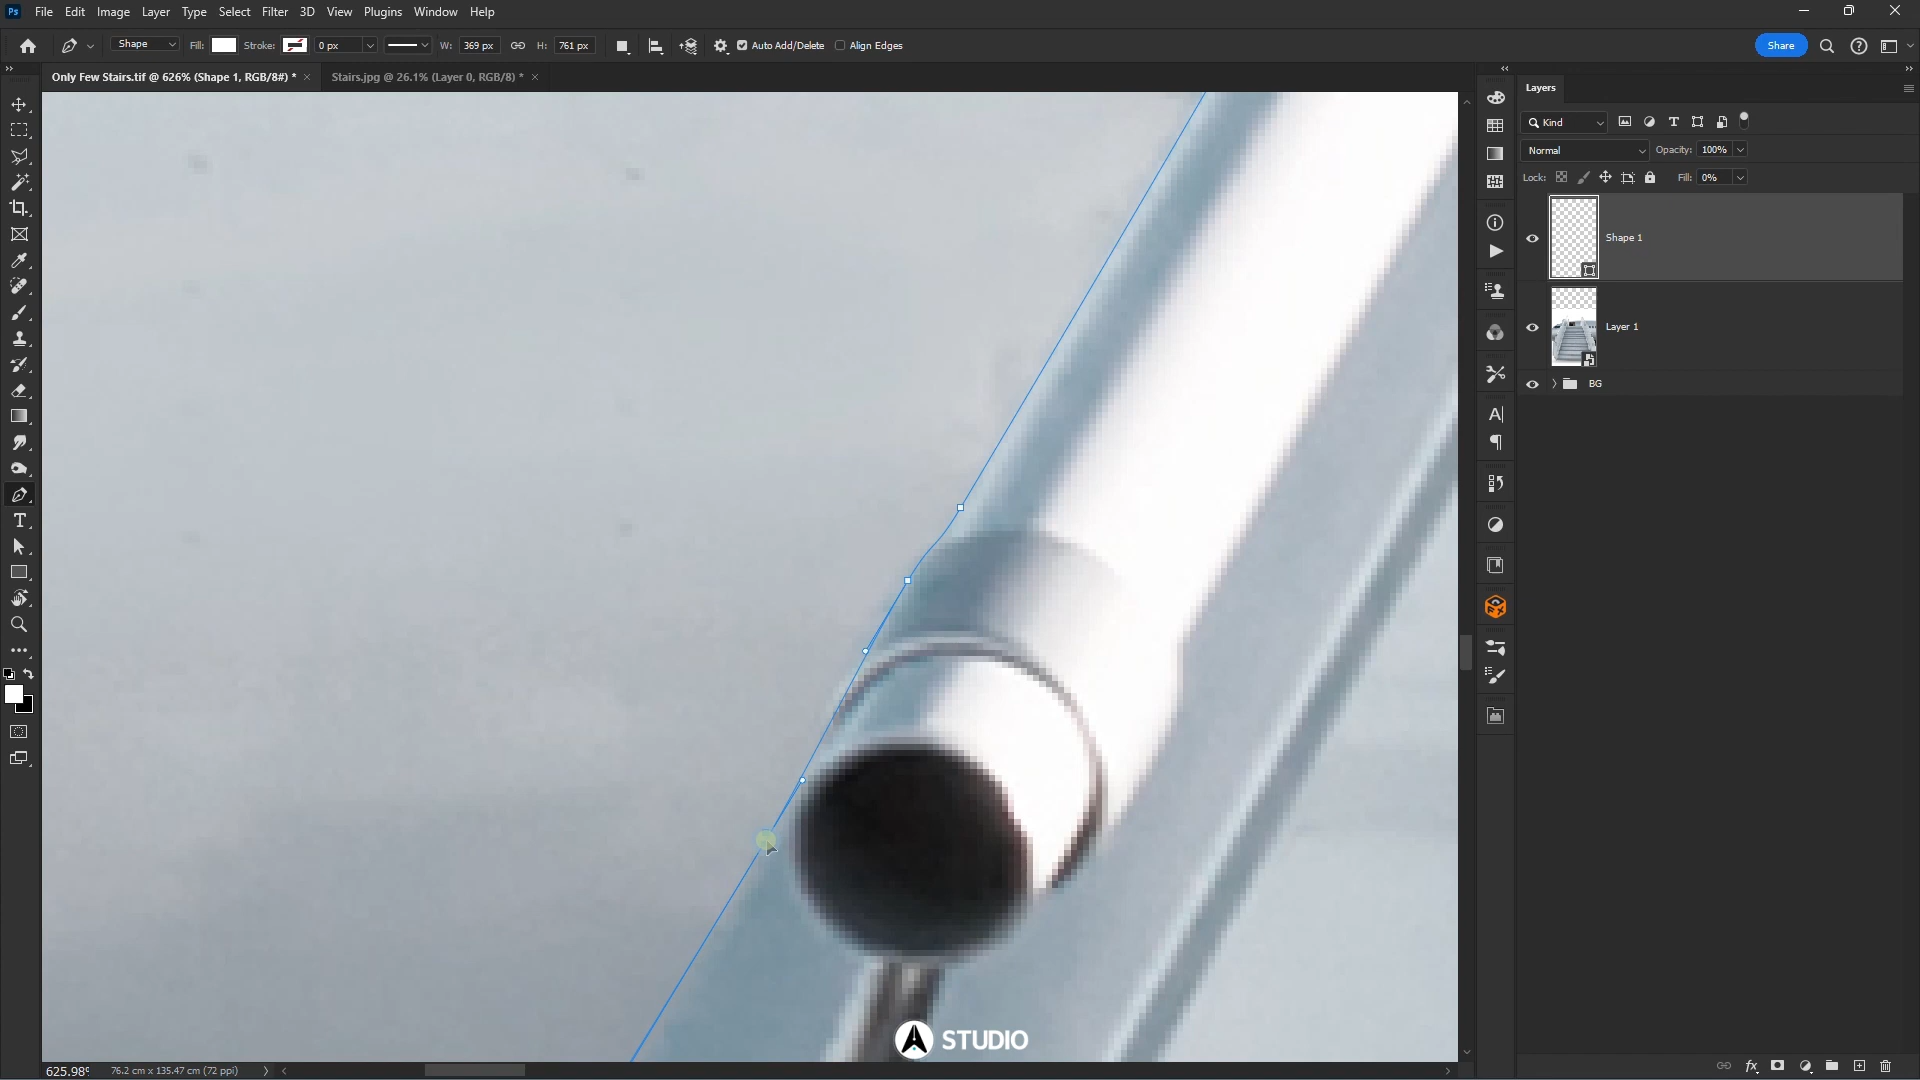 Ps File Edit Image Layer Type Select Filter 3D View Plugins Window Help
Shape Fill: Stroke: 0 px W: 369 px H: 761 px Auto Add/Delete Align Edges Share
Only Few Stairs.tif @ 626% (Shape 1, RGB/8#) * × Stairs.jpg @ 26.1% (Layer 0, RGB/8) * ×
Layers
Kind
Normal Opacity: 100%
Lock: Fill: 0%
Shape 1
Layer 1
BG
STUDIO
625.98% 76.2 cm x 135.47 cm (72 ppi)